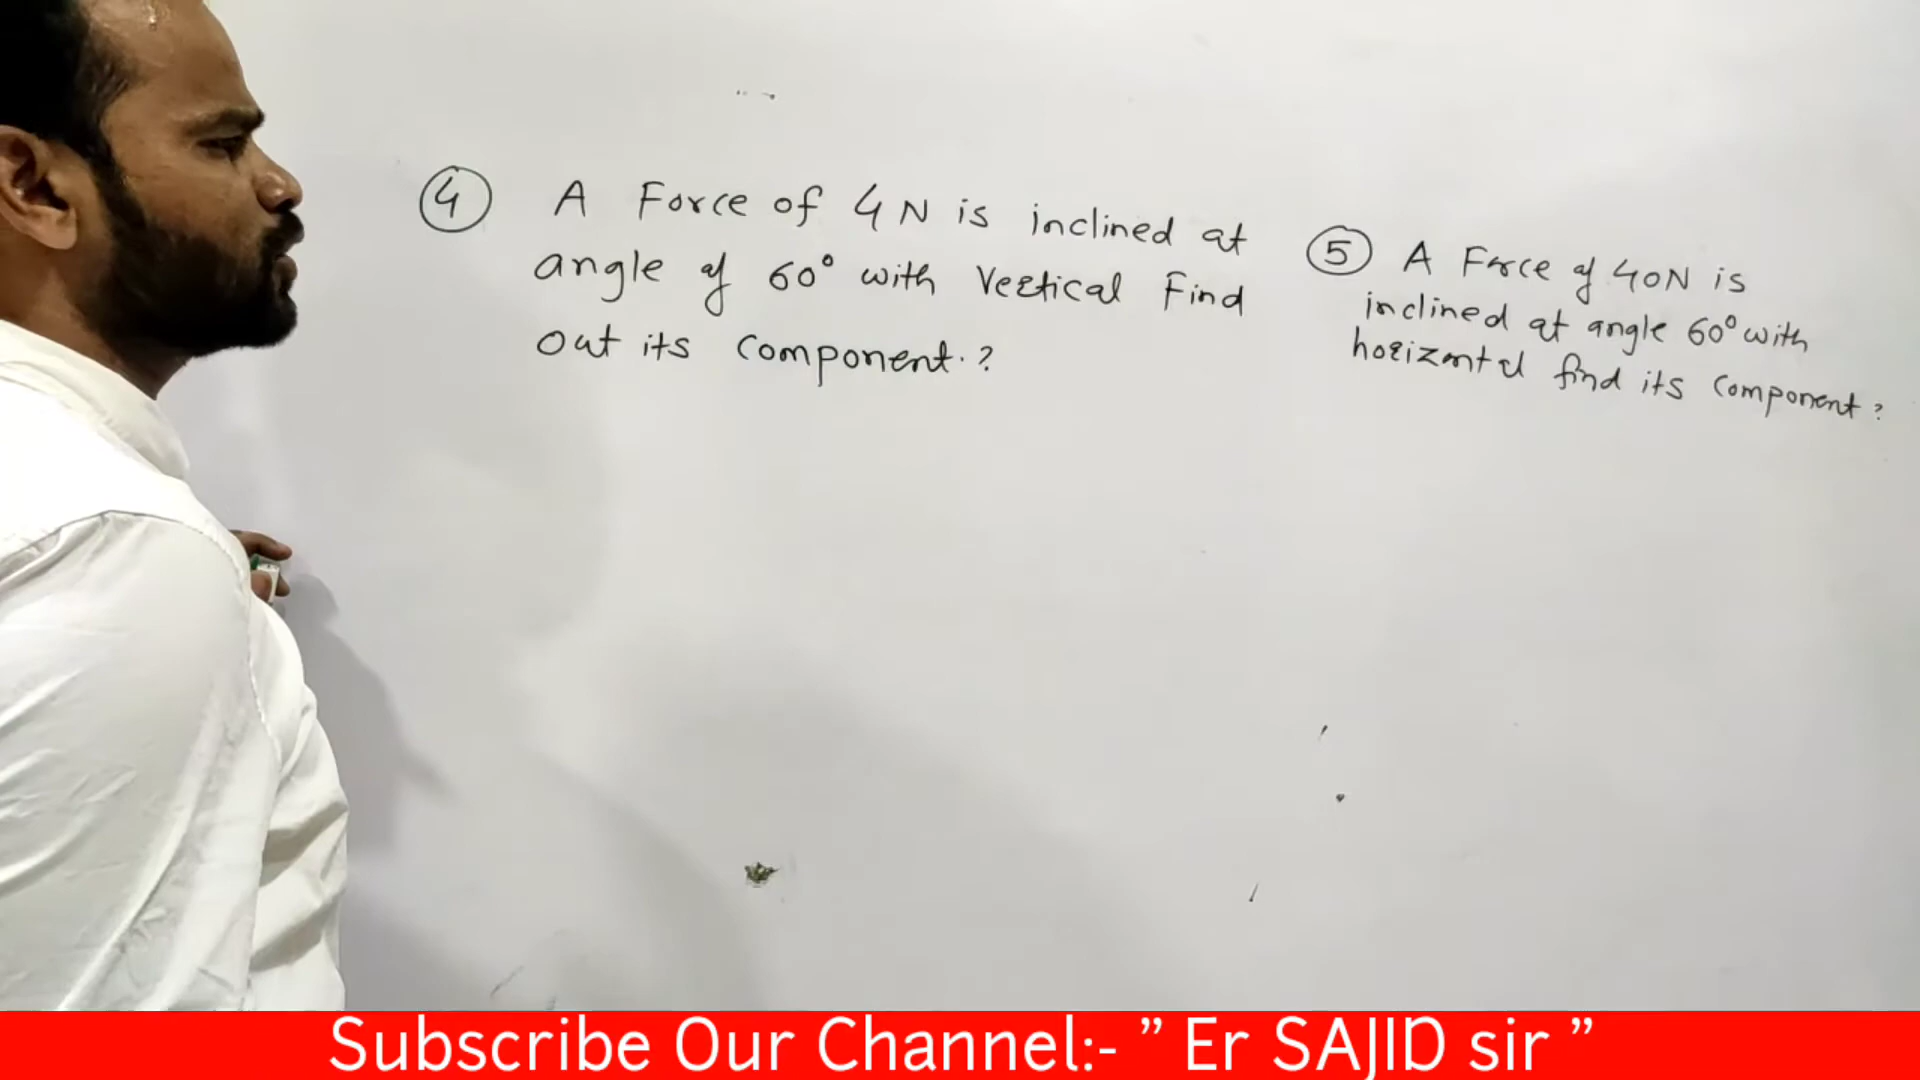 4 A Force of 4N is inclined at
angle of 60° with Vertical Find
out its component.?
5 A Force of 40N is
inclined at angle 60° with
horizontal find its component?
Subscribe Our Channel:- ” Er SAJID sir ”